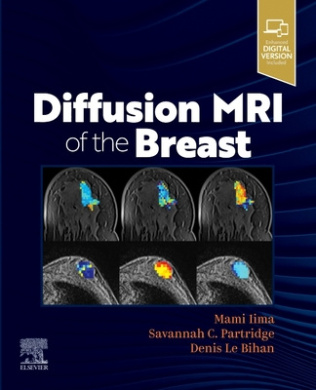 Enhanced
DIGITAL
VERSION
Included
Diffusion MRI
of the Breast
Mami Iima
Savannah C. Partridge
Denis Le Bihan
ELSEVIER